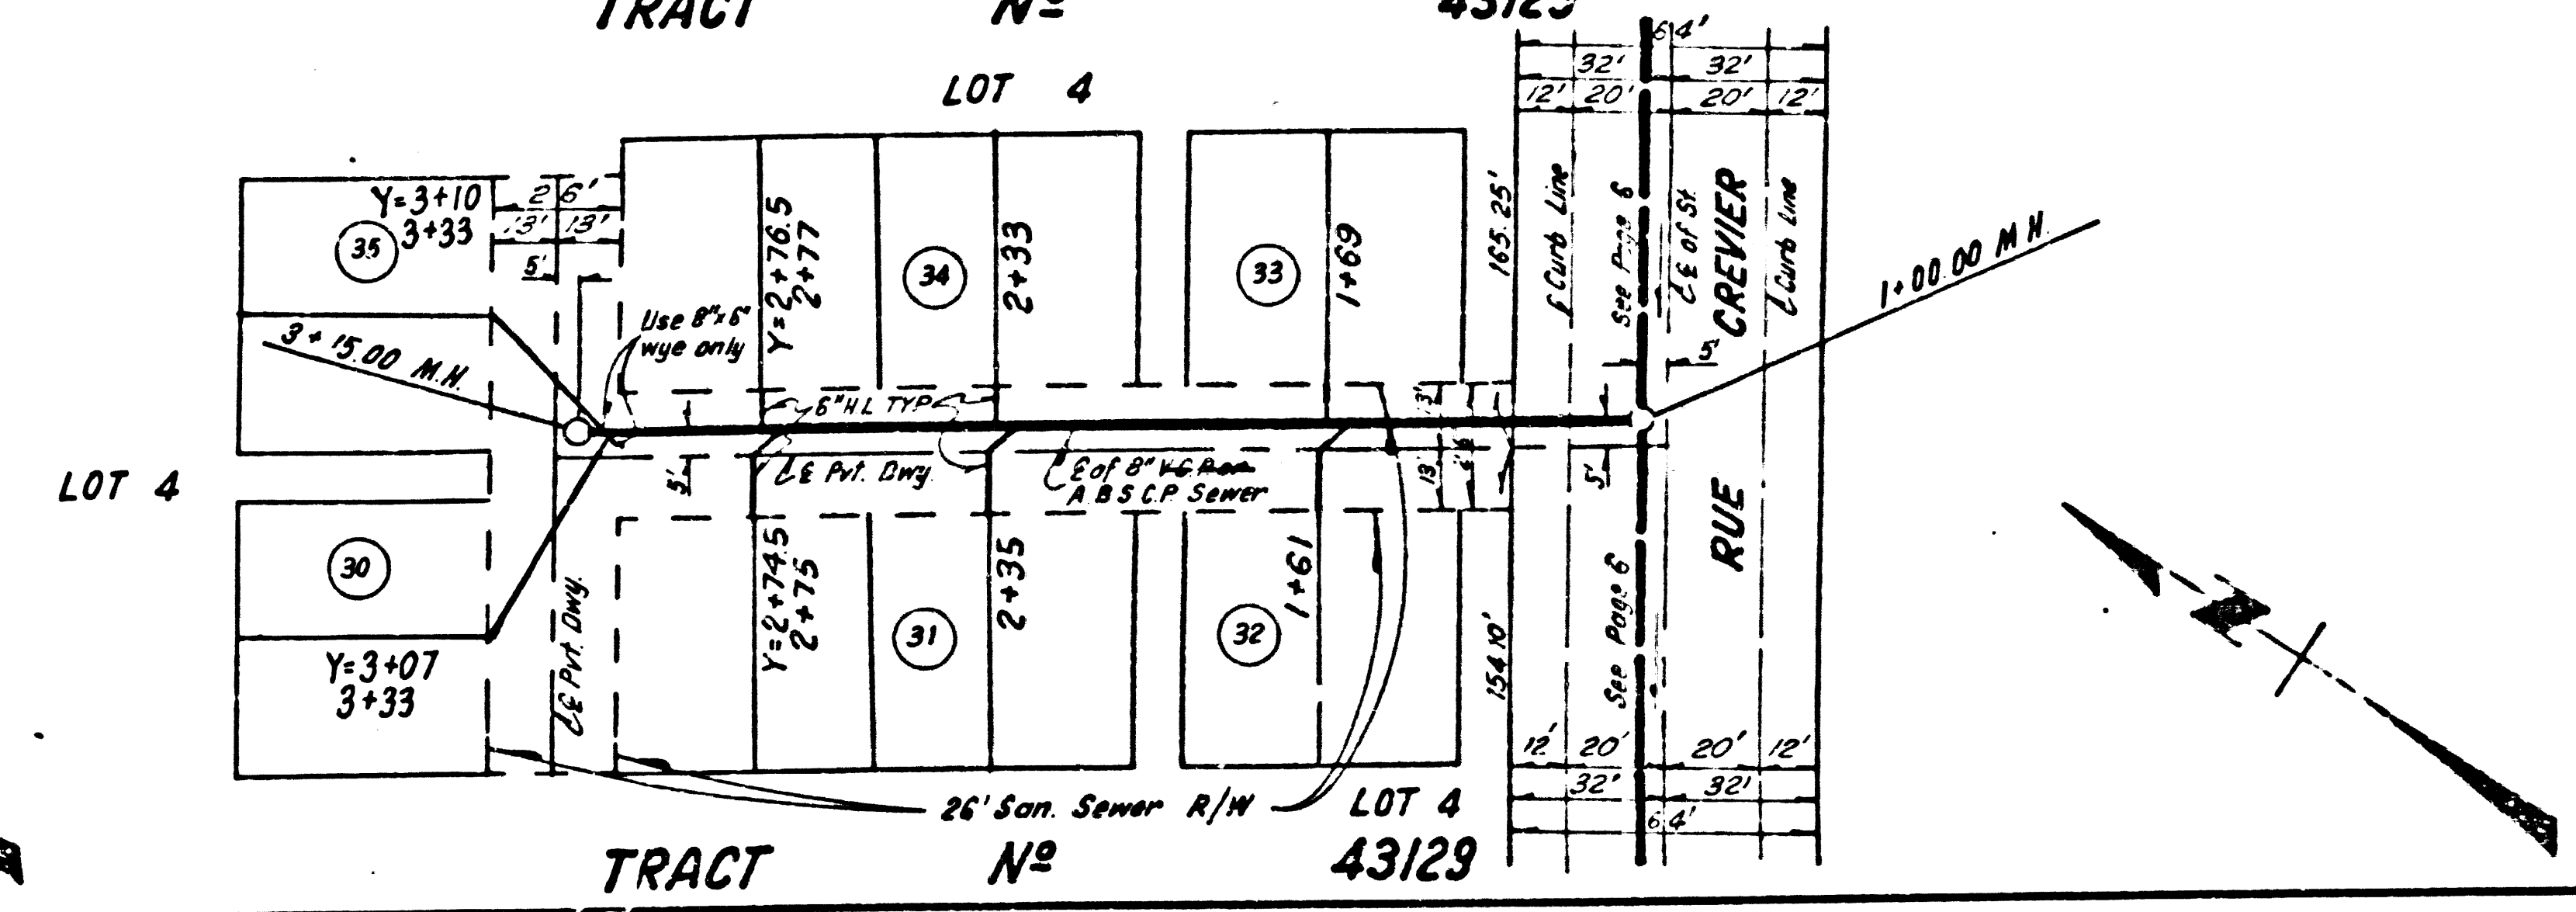 TRACT Nº 43129
64'
32' 32'
12' 20' 20' 12'
LOT 4
Y=3+10
3+33
35
26'
13' 13'
5'
Use 8"x6"
wye only
Y=2+76.5
2+77
34
2+33
33
1+69
165.25'
Curb Line
See Page 6
℄ of St.
RUE CREVIER
Curb Line
1+00.00 M.H.
5'
3+15.00 M.H.
6" H L TYP
13'
13'
5'
5'
℄ Pvt. Dwy.
℄ of 8" V.C.P. or
A.B.S.C.P. Sewer
LOT 4
30
Y=3+07
3+33
℄ Pvt. Dwy.
Y=2+74.5
2+75
31
2+35
32
1+61
154.10'
See Page 6
12' 20' 20' 12'
32' 32'
64'
26' San. Sewer R/W
LOT 4
TRACT Nº 43129
N